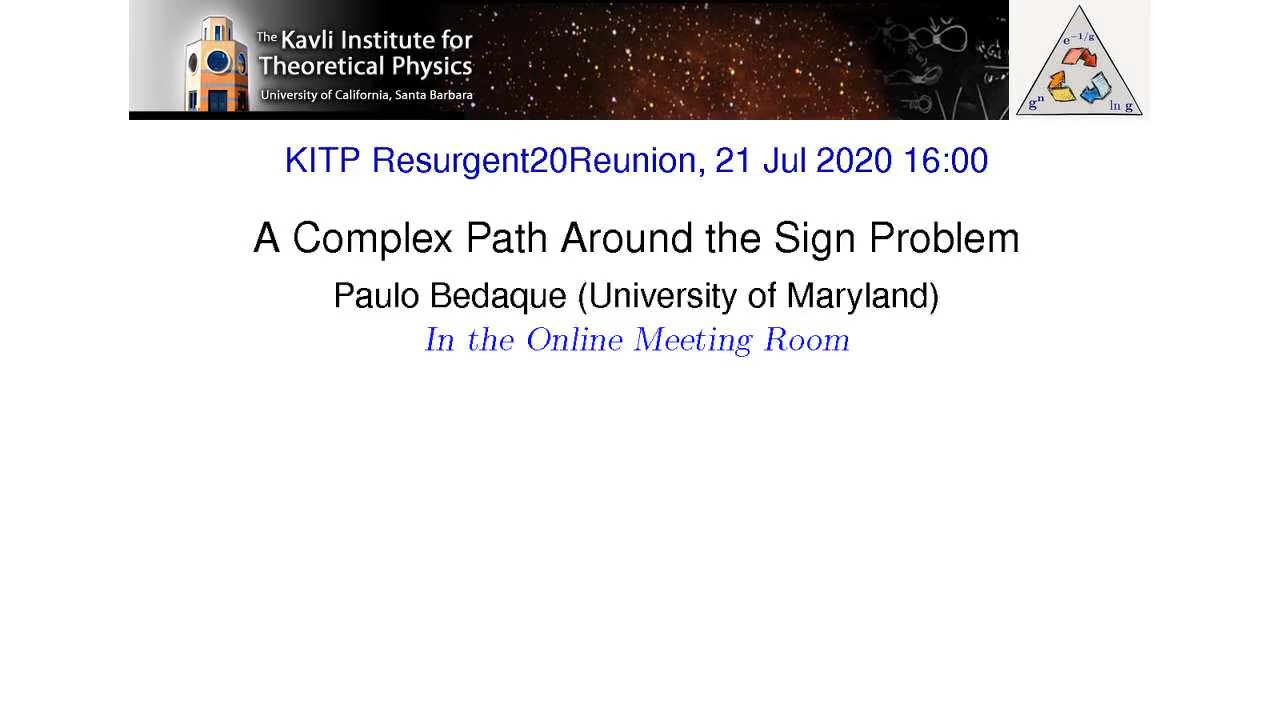 The Kavli Institute for
Theoretical Physics
University of California, Santa Barbara
e^{-1/g}
g^n
ln g
KITP Resurgent20Reunion, 21 Jul 2020 16:00
A Complex Path Around the Sign Problem
Paulo Bedaque (University of Maryland)
In the Online Meeting Room